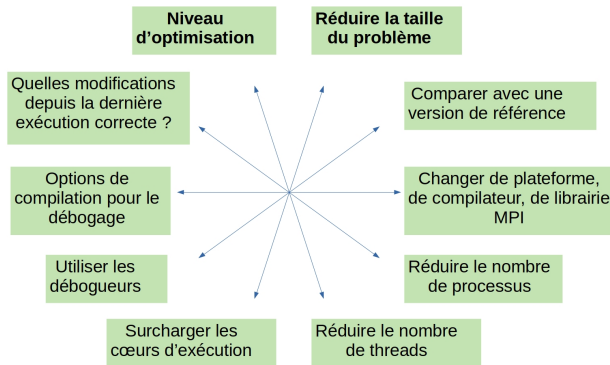 Niveau
d’optimisation
Réduire la taille
du problème
Quelles modifications
depuis la dernière
exécution correcte ?
Comparer avec une
version de référence
Options de
compilation pour le
débogage
Changer de plateforme,
de compilateur, de librairie
MPI
Utiliser les
débogueurs
Réduire le nombre
de processus
Surcharger les
cœurs d’exécution
Réduire le nombre
de threads